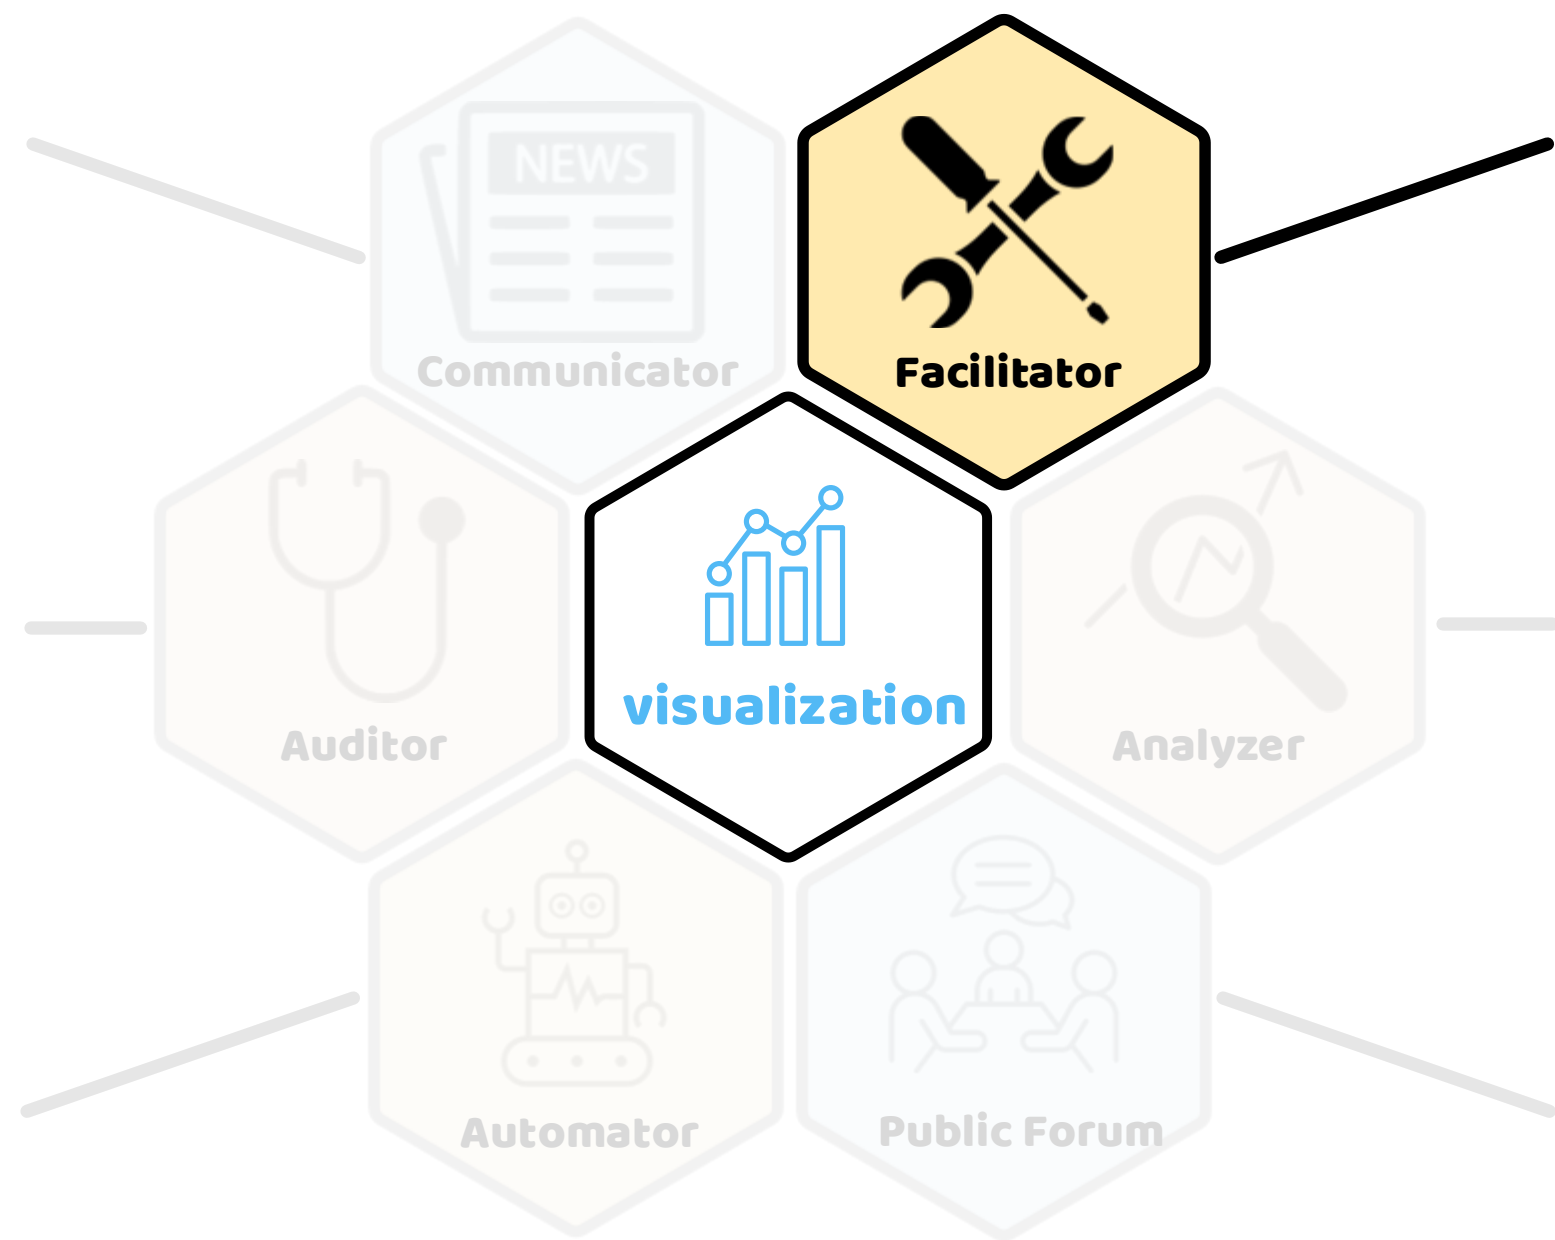 NEWS
Communicator
Facilitator
visualization
Auditor
Analyzer
Automator
Public Forum